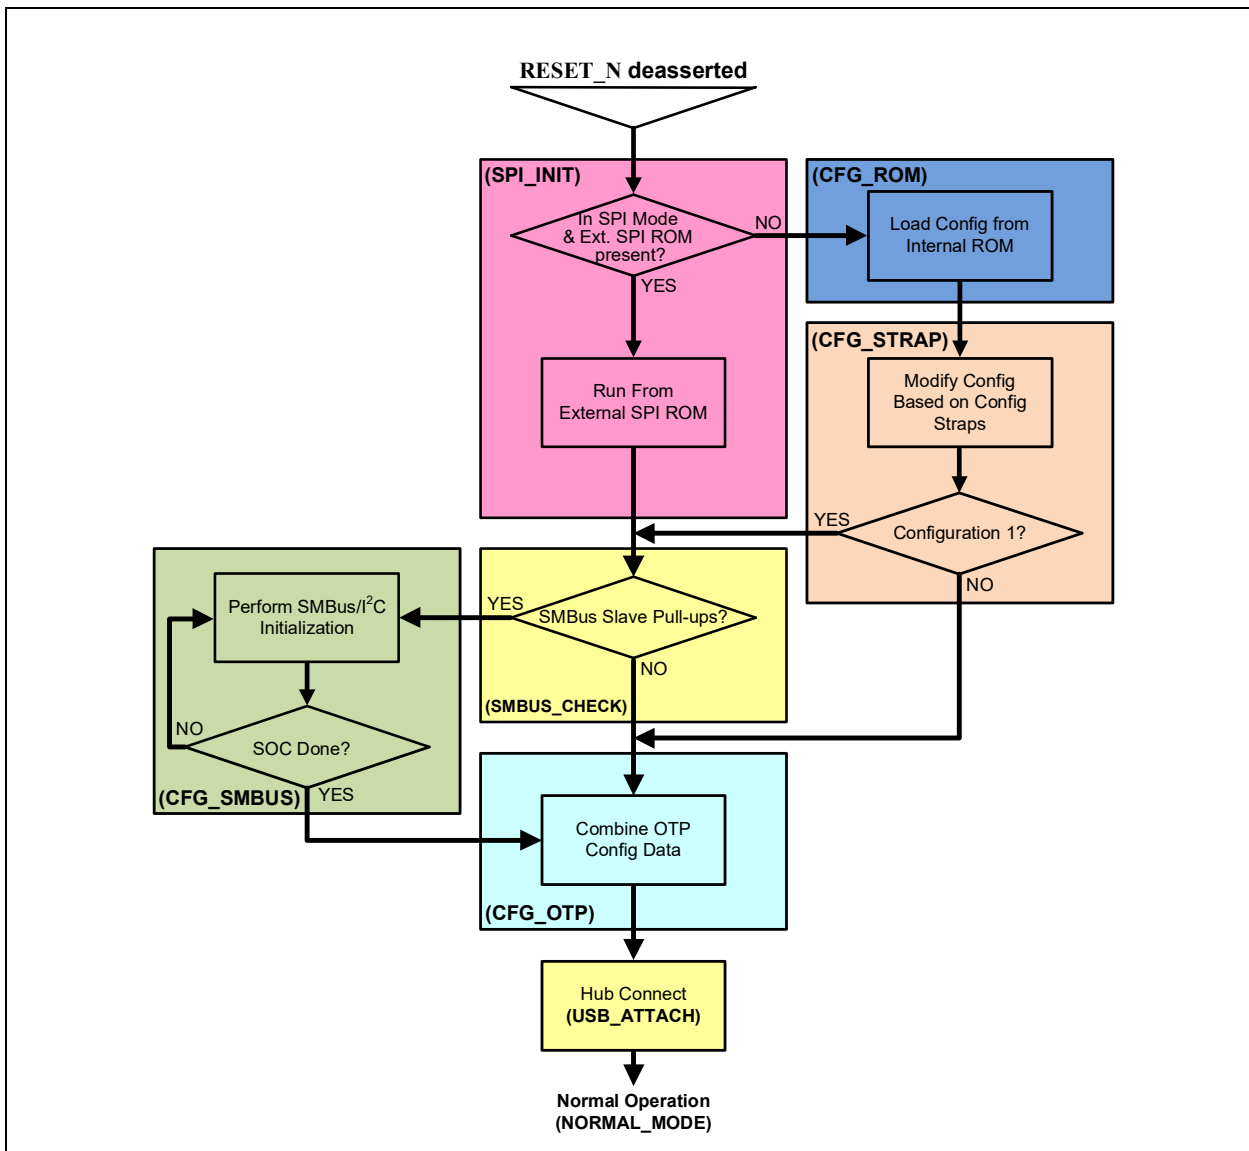 RESET_N deasserted
(SPI_INIT)
In SPI Mode
& Ext. SPI ROM
present?
NO
YES
Run From
External SPI ROM
(CFG_ROM)
Load Config from
Internal ROM
(CFG_STRAP)
Modify Config
Based on Config
Straps
Configuration 1?
YES
NO
SMBus Slave Pull-ups?
YES
NO
(SMBUS_CHECK)
Perform SMBus/I²C
Initialization
SOC Done?
NO
YES
(CFG_SMBUS)
Combine OTP
Config Data
(CFG_OTP)
Hub Connect
(USB_ATTACH)
Normal Operation
(NORMAL_MODE)